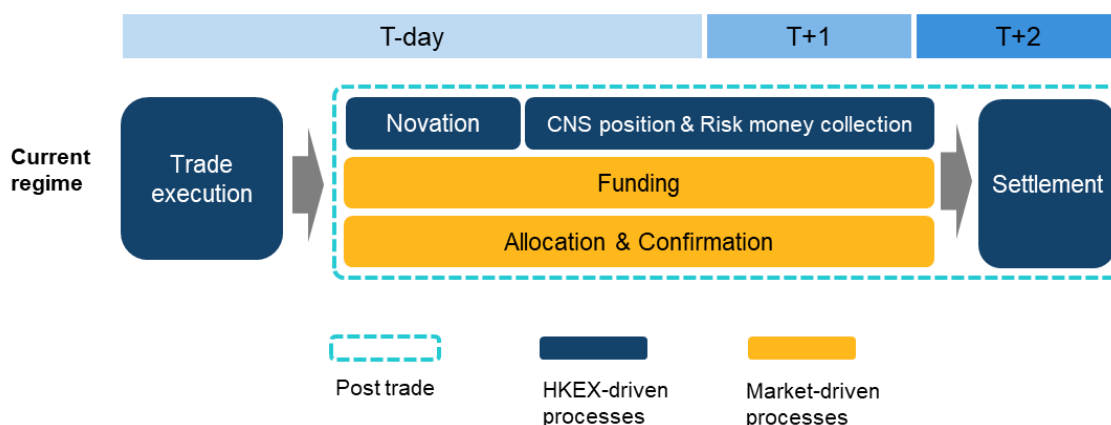 T-day
T+1
T+2
Current
regime
Trade
execution
Novation
CNS position & Risk money collection
Funding
Allocation & Confirmation
Settlement
Post trade
HKEX-driven
processes
Market-driven
processes